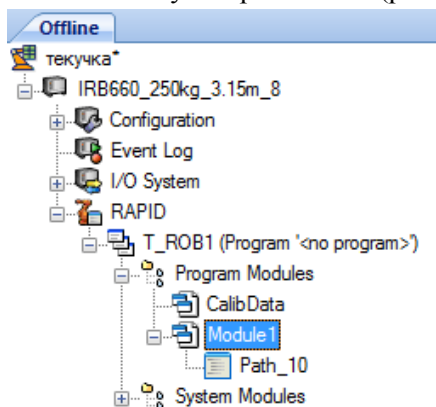 Offline
текучка*
IRB660_250kg_3.15m_8
Configuration
Event Log
I/O System
RAPID
T_ROB1 (Program '<no program>')
Program Modules
CalibData
Module1
Path_10
System Modules